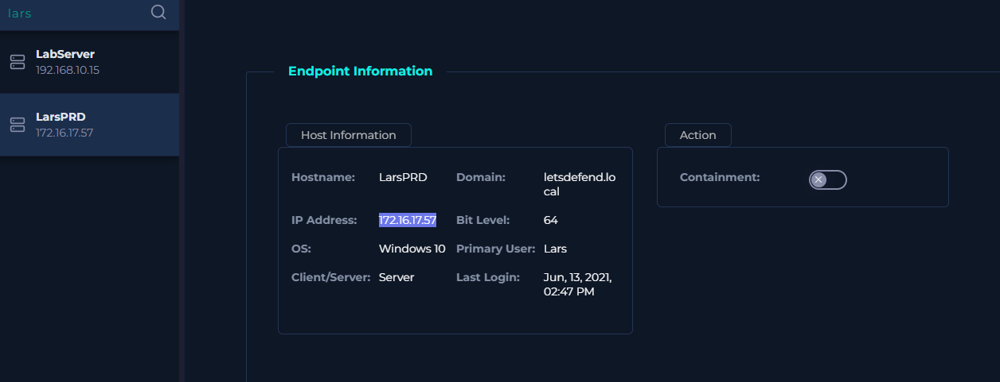 lars
LabServer
192.168.10.15
LarsPRD
172.16.17.57
Endpoint Information
Host Information
Hostname: LarsPRD Domain: letsdefend.lo
cal
IP Address: 172.16.17.57 Bit Level: 64
OS: Windows 10 Primary User: Lars
Client/Server: Server Last Login: Jun, 13, 2021,
02:47 PM
Action
Containment: